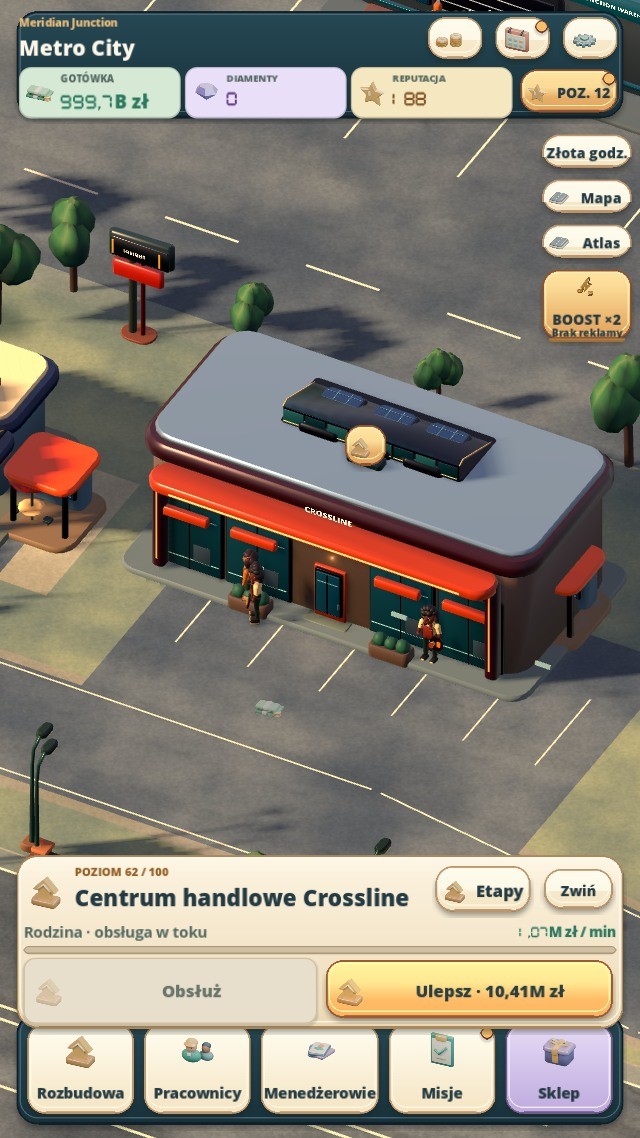 Meridian Junction
Metro City
GOTÓWKA
999,7B zł
DIAMENTY
0
REPUTACJA
188
POZ. 12
Złota godz.
Mapa
Atlas
BOOST ×2
Brak reklamy
CROSSLINE
POZIOM 62 / 100
Centrum handlowe Crossline
Etapy
Zwiń
Rodzina · obsługa w toku
1,07M zł / min
Obsłuż
Ulepsz · 10,41M zł
Rozbudowa
Pracownicy
Menedżerowie
Misje
Sklep